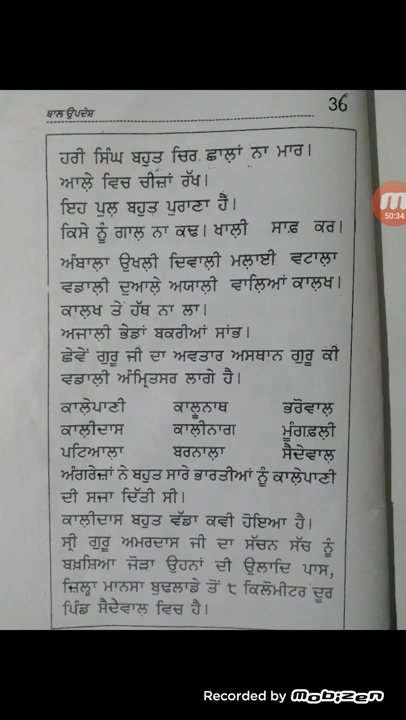 ਬਾਲ ਉਪਦੇਸ਼
36
ਹਰੀ ਸਿੰਘ ਬਹੁਤ ਚਿਰ ਛਾਲਾਂ ਨਾ ਮਾਰ।
ਆਲੇ ਵਿਚ ਚੀਜ਼ਾਂ ਰੱਖ।
ਇਹ ਪੁਲ ਬਹੁਤ ਪੁਰਾਣਾ ਹੈ।
ਕਿਸੇ ਨੂੰ ਗਾਲ ਨਾ ਕਢ। ਖਾਲੀ ਸਾਫ਼ ਕਰ।
ਅੰਬਾਲਾ ਉਖਲੀ ਦਿਵਾਲੀ ਮਲਾਈ ਵਟਾਲਾ
ਵਡਾਲੀ ਦੁਆਲੇ ਅਯਾਲੀ ਵਾਲਿਆਂ ਕਾਲਖ।
ਕਾਲਖ ਤੇ ਹੱਥ ਨਾ ਲਾ।
ਅਜਾਲੀ ਭੇਡਾਂ ਬਕਰੀਆਂ ਸਾਂਭ।
ਛੇਵੇਂ ਗੁਰੂ ਜੀ ਦਾ ਅਵਤਾਰ ਅਸਥਾਨ ਗੁਰੂ ਕੀ
ਵਡਾਲੀ ਅੰਮ੍ਰਿਤਸਰ ਲਾਗੇ ਹੈ।
ਕਾਲੇਪਾਣੀ ਕਾਲੂਨਾਥ ਭਰੋਵਾਲ
ਕਾਲੀਦਾਸ ਕਾਲੀਨਾਗ ਮੂੰਗਫਲੀ
ਪਟਿਆਲਾ ਬਰਨਾਲਾ ਸੈਦੇਵਾਲ
ਅੰਗਰੇਜ਼ਾਂ ਨੇ ਬਹੁਤ ਸਾਰੇ ਭਾਰਤੀਆਂ ਨੂੰ ਕਾਲੇਪਾਣੀ
ਦੀ ਸਜਾ ਦਿੱਤੀ ਸੀ।
ਕਾਲੀਦਾਸ ਬਹੁਤ ਵੱਡਾ ਕਵੀ ਹੋਇਆ ਹੈ।
ਸ੍ਰੀ ਗੁਰੂ ਅਮਰਦਾਸ ਜੀ ਦਾ ਸੱਚਨ ਸੱਚ ਨੂੰ
ਬਖ਼ਸ਼ਿਆ ਜੋੜਾ ਉਹਨਾਂ ਦੀ ਉਲਾਦਿ ਪਾਸ,
ਜ਼ਿਲ੍ਹਾ ਮਾਨਸਾ ਬੁਢਲਾਡੇ ਤੋਂ ੮ ਕਿਲੋਮੀਟਰ ਦੂਰ
ਪਿੰਡ ਸੈਦੇਵਾਲ ਵਿਚ ਹੈ।
50:34
Recorded by Mobizen